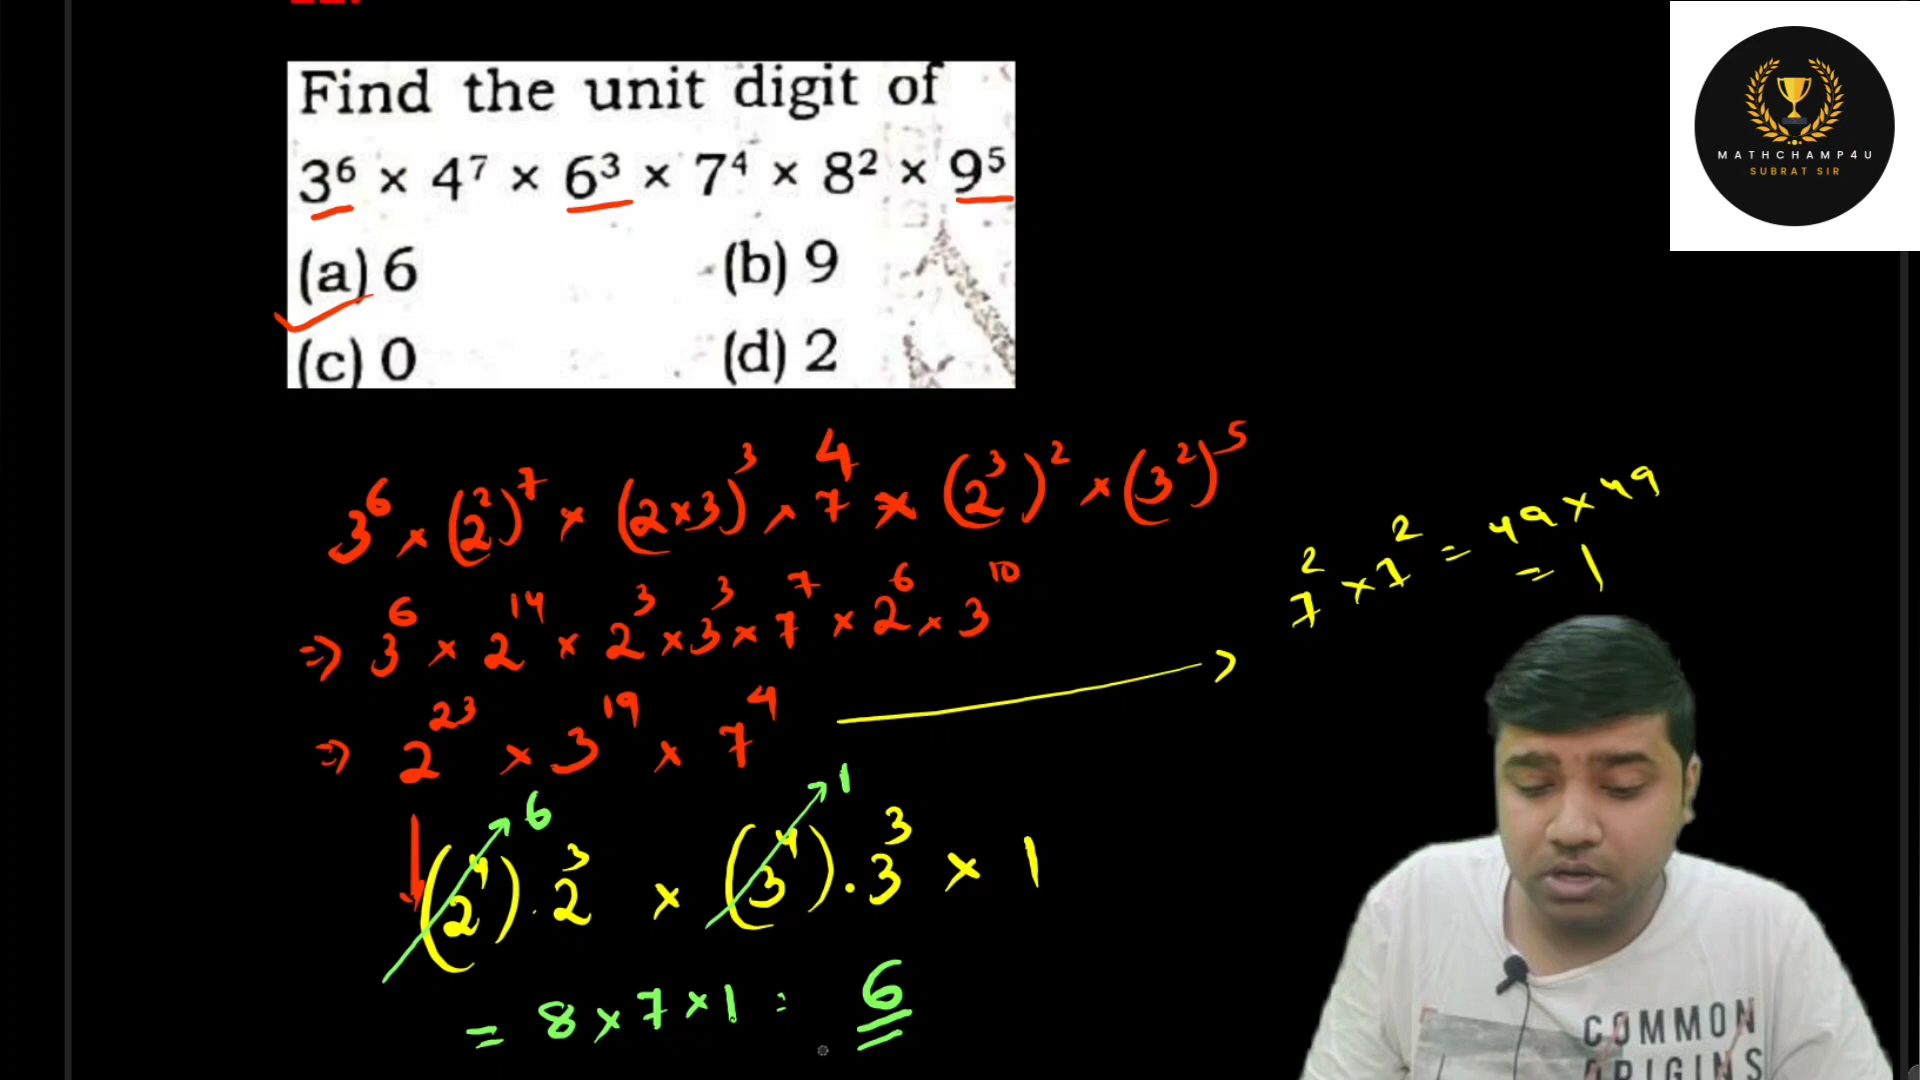 Find the unit digit of
3⁶ × 4⁷ × 6³ × 7⁴ × 8² × 9⁵
(a) 6 (b) 9
(c) 0 (d) 2
3⁶ × (2²)⁷ × (2×3)³ × 7⁴ × (2³)² × (3²)⁵
⇒ 3⁶ × 2¹⁴ × 2³ × 3³ × 7⁷ × 2⁶ × 3¹⁰
⇒ 2²³ × 3¹⁹ × 7⁴
7² × 7² = 49 × 49
= 1
6 1
(2⁴) · 2³ × (3⁴) · 3³ × 1
= 8 × 7 × 1 = 6
MATHCHAMP4U
SUBRAT SIR
COMMON
ORIGINS